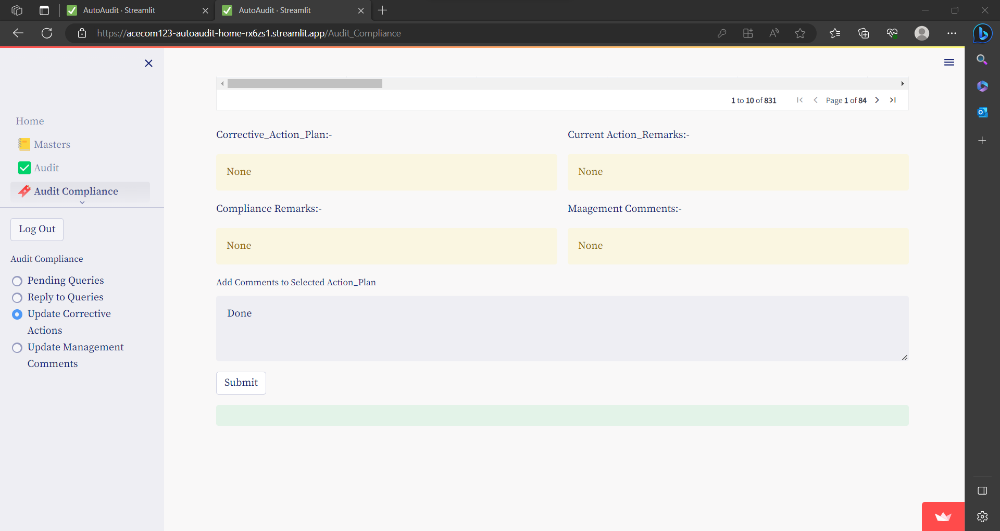 AutoAudit · Streamlit
AutoAudit · Streamlit
https://acecom123-autoaudit-home-rx6zs1.streamlit.app/Audit_Compliance
Home
Masters
Audit
Audit Compliance
Log Out
Audit Compliance
Pending Queries
Reply to Queries
Update Corrective
Actions
Update Management
Comments
1 to 10 of 831
Page 1 of 84
Corrective_Action_Plan:-
Current Action_Remarks:-
None
None
Compliance Remarks:-
Maagement Comments:-
None
None
Add Comments to Selected Action_Plan
Done
Submit